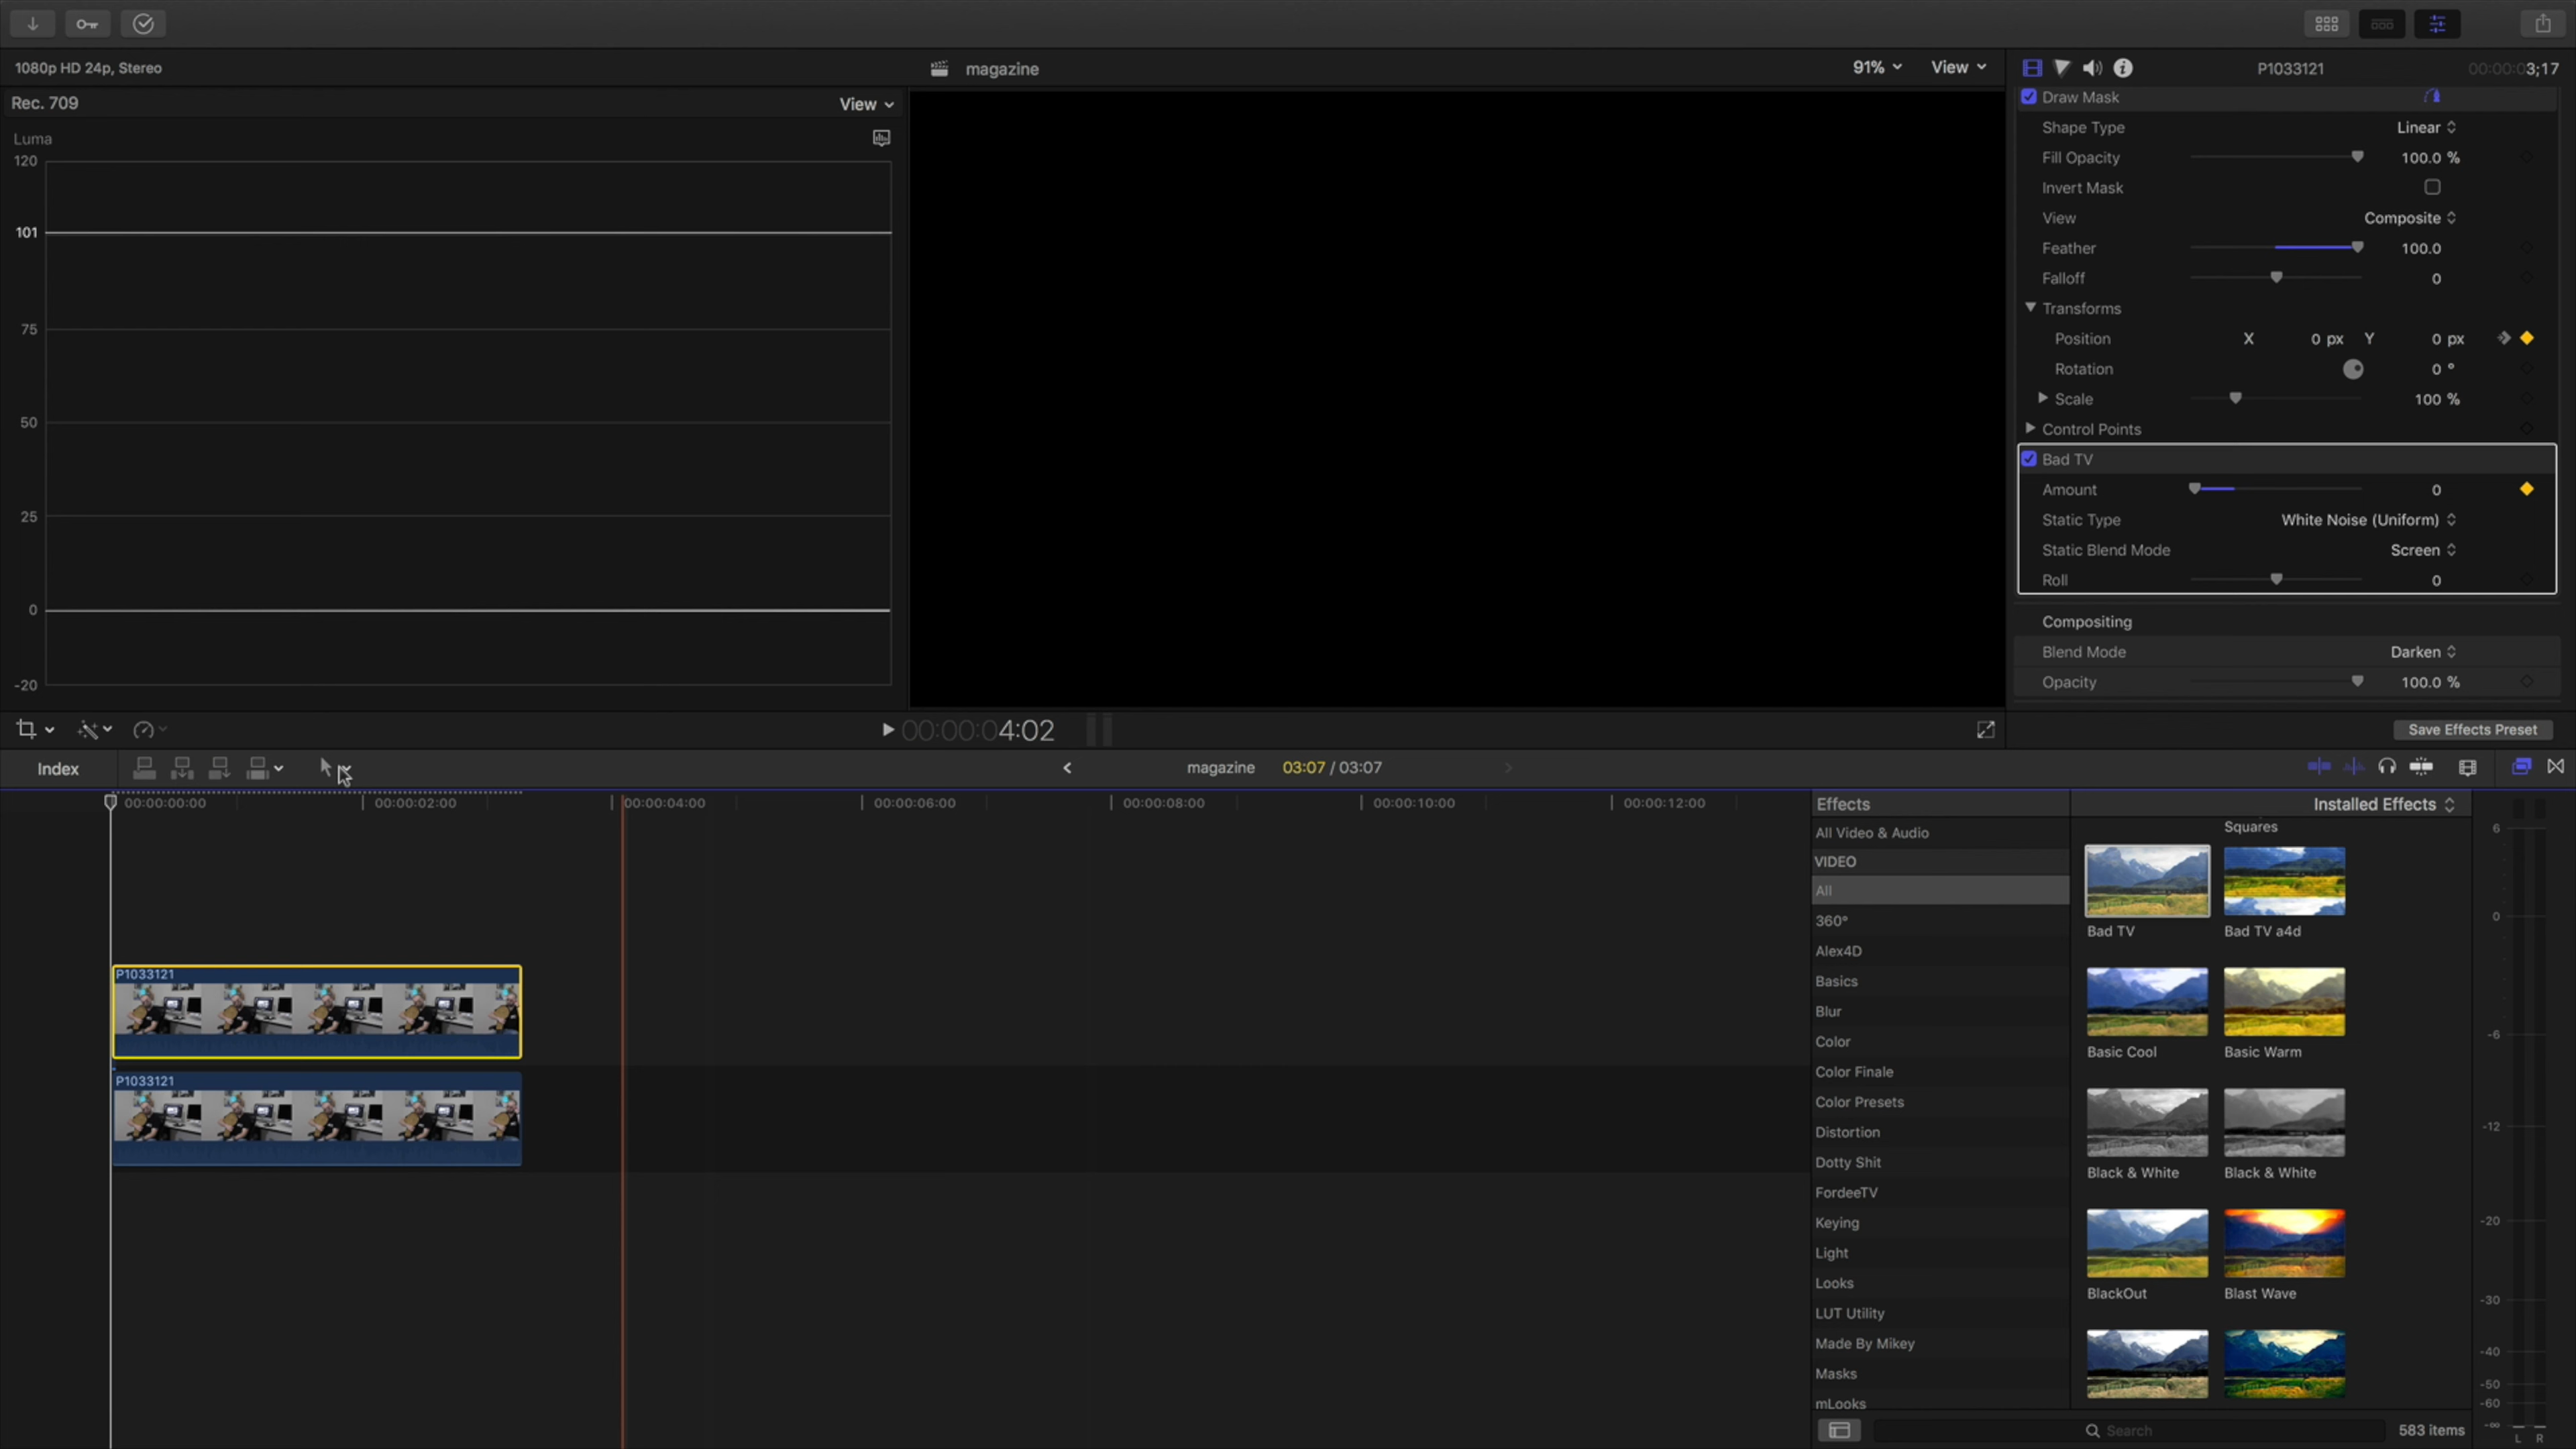 1080p HD 24p, Stereo
magazine
91%
View
P1033121
00:00:03;17
Rec. 709
View
Luma
120
101
75
50
25
0
-20
Draw Mask
Shape Type Linear
Fill Opacity 100.0 %
Invert Mask
View Composite
Feather 100.0
Falloff 0
Transforms
Position X 0 px Y 0 px
Rotation 0 °
Scale 100 %
Control Points
Bad TV
Amount 0
Static Type White Noise (Uniform)
Static Blend Mode Screen
Roll 0
Compositing
Blend Mode Darken
Opacity 100.0 %
00:00:04:02
Save Effects Preset
Index
magazine 03:07 / 03:07
00:00:00:00
00:00:02:00
00:00:04:00
00:00:06:00
00:00:08:00
00:00:10:00
00:00:12:00
P1033121
P1033121
Effects
Installed Effects
All Video & Audio
VIDEO
All
360°
Alex4D
Basics
Blur
Color
Color Finale
Color Presets
Distortion
Dotty Shit
FordeeTV
Keying
Light
Looks
LUT Utility
Made By Mikey
Masks
mLooks
Squares
Bad TV
Bad TV a4d
Basic Cool
Basic Warm
Black & White
Black & White
BlackOut
Blast Wave
Search
583 items
6
0
-6
-12
-20
-30
-40
-50
-60
-∞
L R